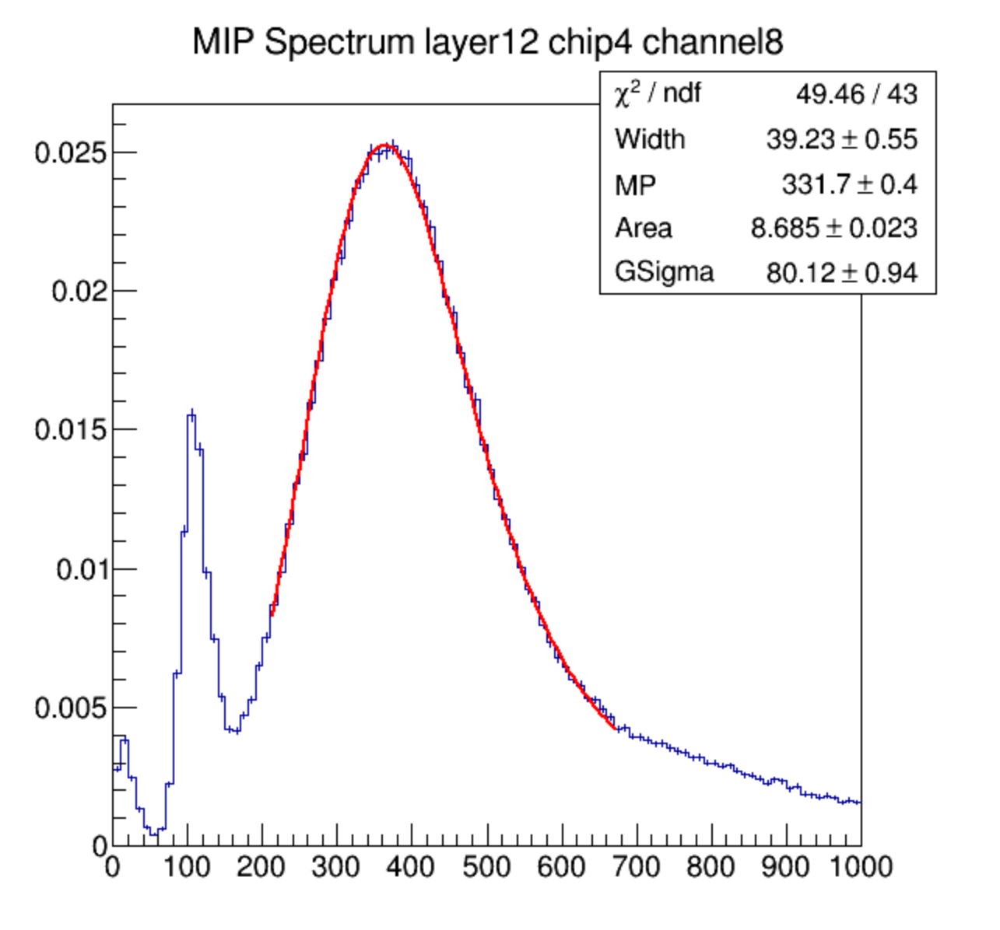 MIP Spectrum layer12 chip4 channel8
χ² / ndf 49.46 / 43
Width 39.23 ± 0.55
MP 331.7 ± 0.4
Area 8.685 ± 0.023
GSigma 80.12 ± 0.94
0.025
0.02
0.015
0.01
0.005
0
0 100 200 300 400 500 600 700 800 900 1000